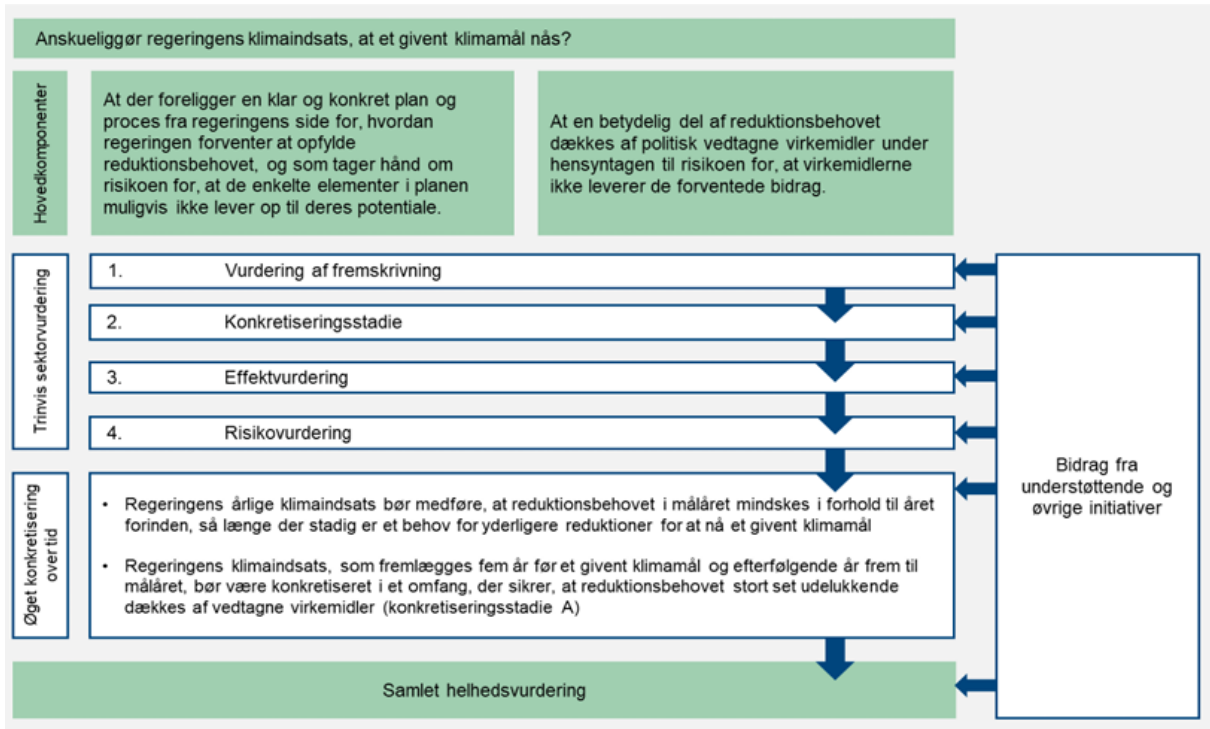 Anskueliggør regeringens klimaindsats, at et givent klimamål nås?
Hovedkomponenter
At der foreligger en klar og konkret plan og
proces fra regeringens side for, hvordan
regeringen forventer at opfylde
reduktionsbehovet, og som tager hånd om
risikoen for, at de enkelte elementer i planen
muligvis ikke lever op til deres potentiale.
At en betydelig del af reduktionsbehovet
dækkes af politisk vedtagne virkemidler under
hensyntagen til risikoen for, at virkemidlerne
ikke leverer de forventede bidrag.
Trinvis sektorvurdering
1. Vurdering af fremskrivning
2. Konkretiseringsstadie
3. Effektvurdering
4. Risikovurdering
Øget konkretisering
over tid
• Regeringens årlige klimaindsats bør medføre, at reduktionsbehovet i målåret mindskes i forhold til året
forinden, så længe der stadig er et behov for yderligere reduktioner for at nå et givent klimamål
• Regeringens klimaindsats, som fremlægges fem år før et givent klimamål og efterfølgende år frem til
målåret, bør være konkretiseret i et omfang, der sikrer, at reduktionsbehovet stort set udelukkende
dækkes af vedtagne virkemidler (konkretiseringsstadie A)
Bidrag fra
understøttende og
øvrige initiativer
Samlet helhedsvurdering